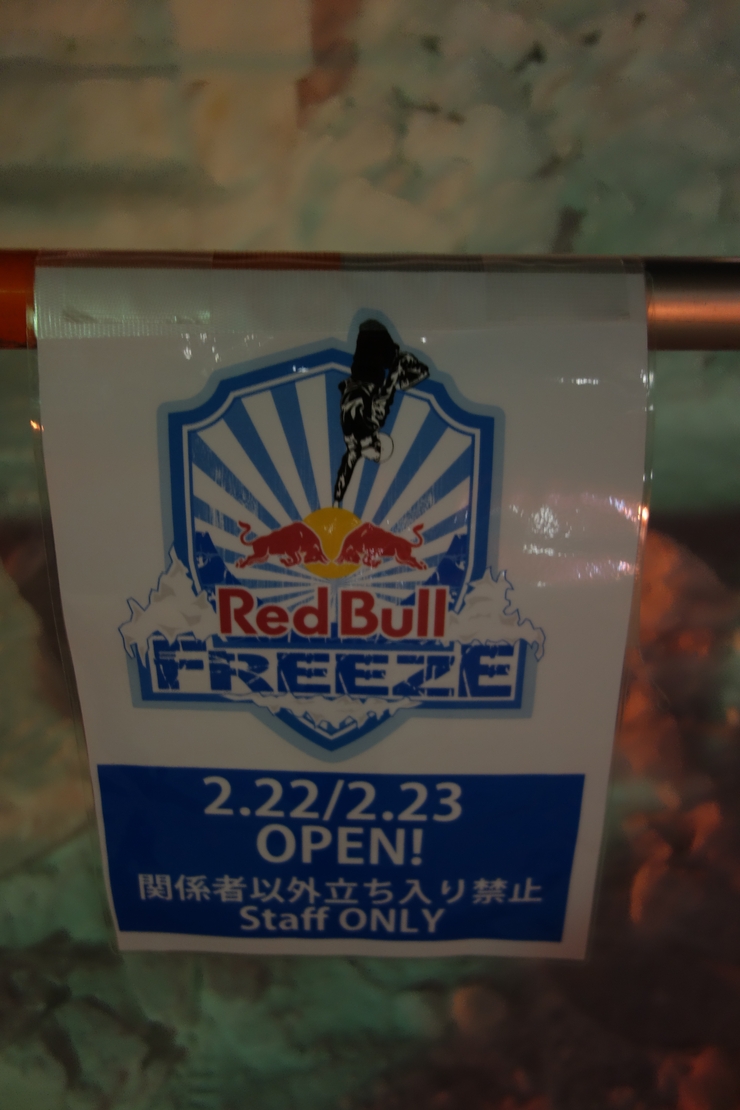 Red Bull
FREEZE
2.22/2.23
OPEN!
関係者以外立ち入り禁止
Staff ONLY